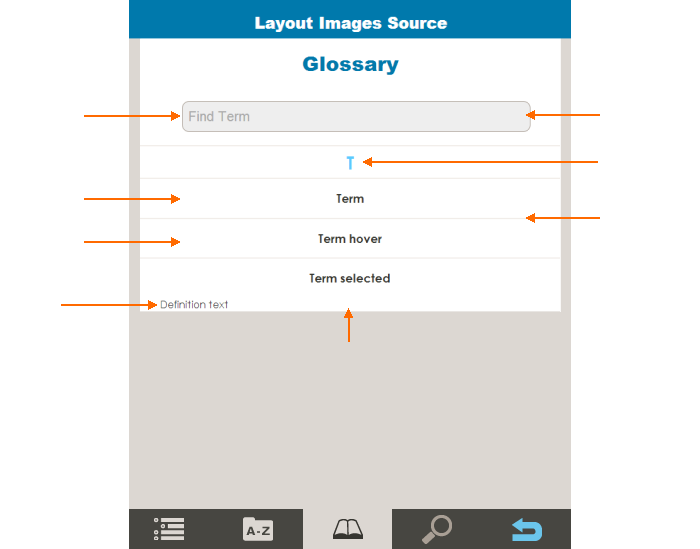 Layout Images Source
Glossary
Find Term
T
Term
Term hover
Term selected
Definition text
A-Z